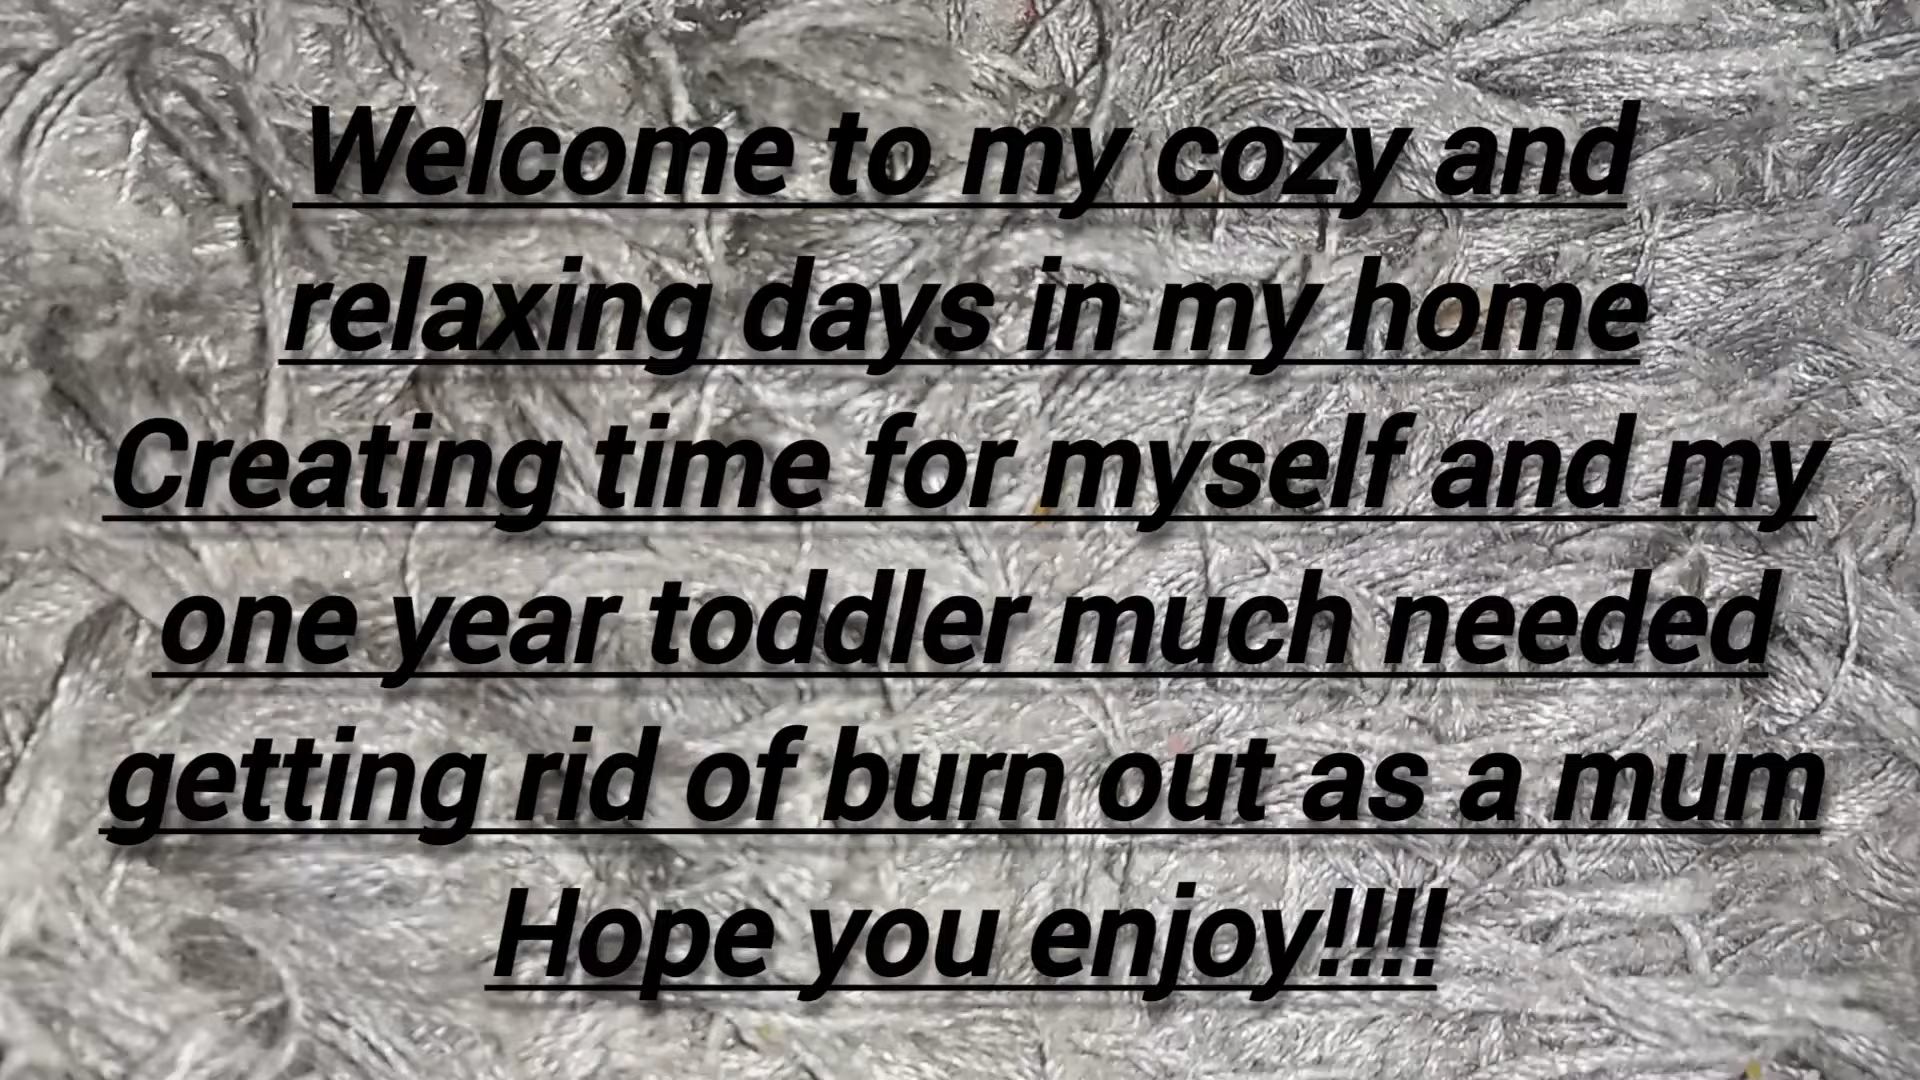 Welcome to my cozy and
relaxing days in my home
Creating time for myself and my
one year toddler much needed
getting rid of burn out as a mum
Hope you enjoy!!!!